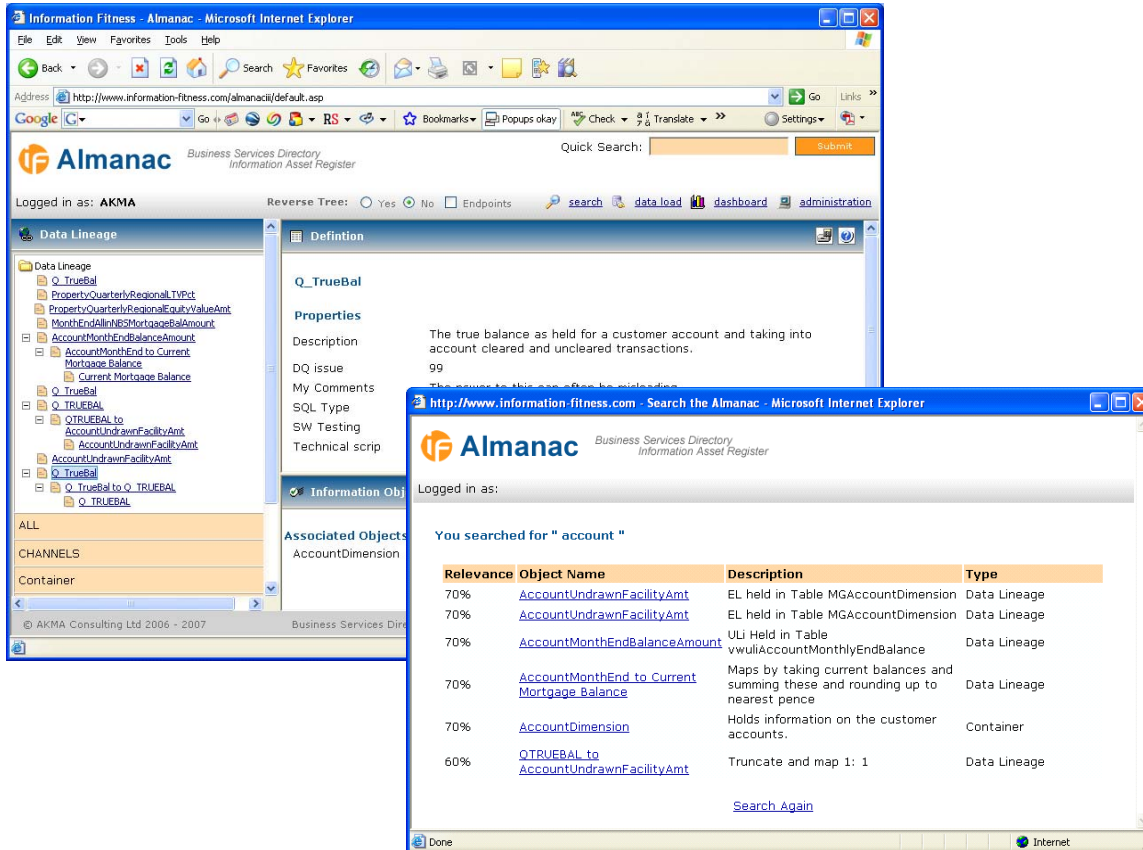 Information Fitness - Almanac - Microsoft Internet Explorer
File Edit View Favorites Tools Help
Back Search Favorites
Address http://www.information-fitness.com/almanaciii/default.asp Go Links »
Google G Go RS Bookmarks Popups okay Check Translate » Settings
Almanac Business Services Directory
Information Asset Register
Quick Search: Submit
Logged in as: AKMA Reverse Tree: Yes No Endpoints search data load dashboard administration
Data Lineage
Data Lineage
Q_TrueBal
PropertyQuarterlyRegionalLTVPct
PropertyQuarterlyRegionalEquityValueAmt
MonthEndAllinNBSMortgageBalAmount
AccountMonthEndBalanceAmount
AccountMonthEnd to Current
Mortgage Balance
Current Mortgage Balance
Q_TrueBal
Q_TRUEBAL
QTRUEBAL to
AccountUndrawnFacilityAmt
AccountUndrawnFacilityAmt
AccountUndrawnFacilityAmt
Q_TrueBal
Q_TrueBal to Q_TRUEBAL
Q_TRUEBAL
ALL
CHANNELS
Container
Defintion
Q_TrueBal
Properties
Description The true balance as held for a customer account and taking into
account cleared and uncleared transactions.
DQ issue 99
My Comments
SQL Type
SW Testing
Technical scrip
Information Obj
Associated Objects
AccountDimension
© AKMA Consulting Ltd 2006 - 2007 Business Services Dire
http://www.information-fitness.com - Search the Almanac - Microsoft Internet Explorer
Almanac Business Services Directory
Information Asset Register
Logged in as:
You searched for " account "
Relevance Object Name Description Type
70% AccountUndrawnFacilityAmt EL held in Table MGAccountDimension Data Lineage
70% AccountUndrawnFacilityAmt EL held in Table MGAccountDimension Data Lineage
70% AccountMonthEndBalanceAmount ULi Held in Table
vwuliAccountMonthlyEndBalance Data Lineage
70% AccountMonthEnd to Current
Mortgage Balance Maps by taking current balances and
summing these and rounding up to
nearest pence Data Lineage
70% AccountDimension Holds information on the customer
accounts. Container
60% QTRUEBAL to
AccountUndrawnFacilityAmt Truncate and map 1: 1 Data Lineage
Search Again
Done Internet